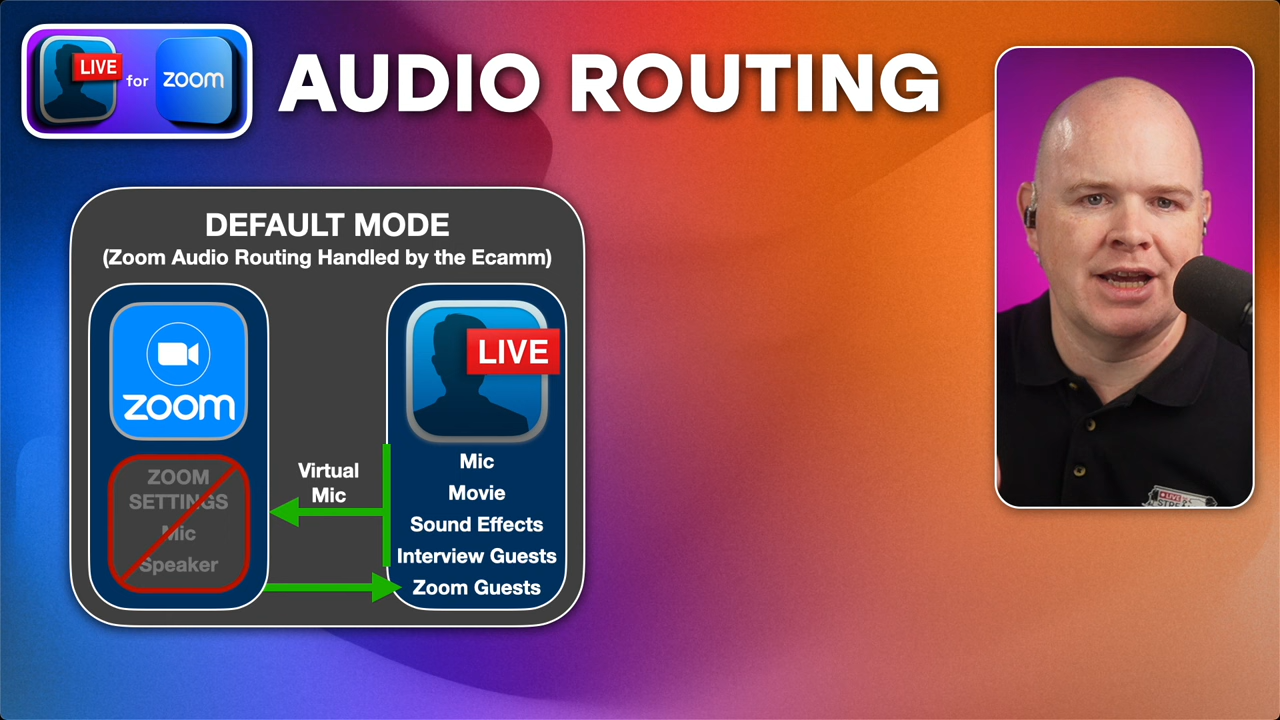 LIVE for zoom AUDIO ROUTING
DEFAULT MODE
(Zoom Audio Routing Handled by the Ecamm)
zoom
LIVE
ZOOM
SETTINGS
Mic
Speaker
Virtual
Mic
Mic
Movie
Sound Effects
Interview Guests
Zoom Guests
LIVE